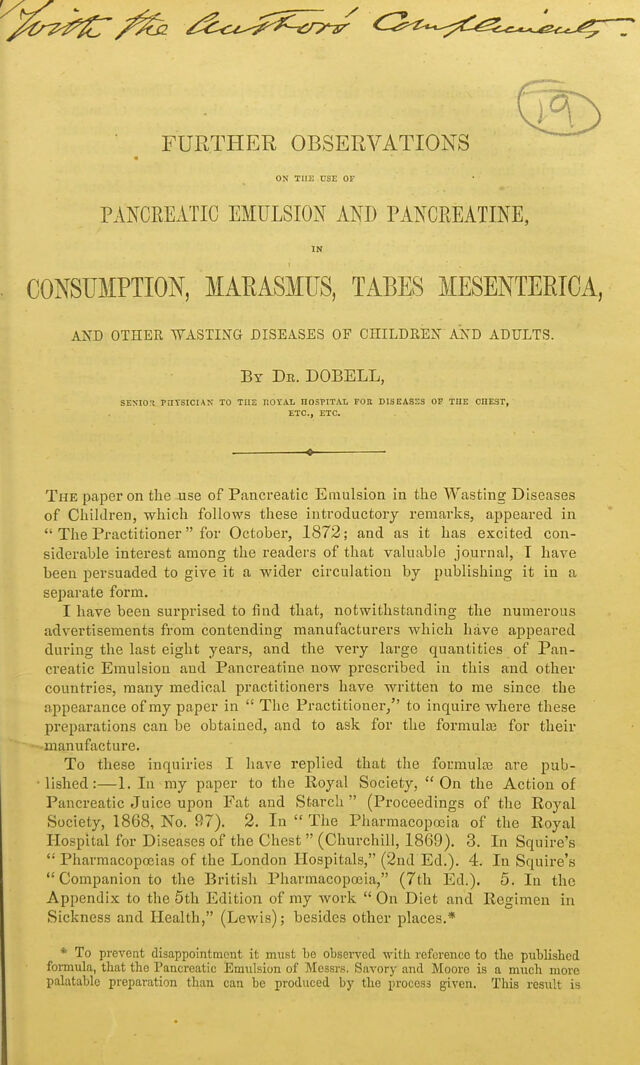 With the Author's Compliments.
19
FURTHER OBSERVATIONS
ON THE USE OF
PANCREATIC EMULSION AND PANCREATINE,
IN
CONSUMPTION, MARASMUS, TABES MESENTERICA,
AND OTHER WASTING DISEASES OF CHILDREN AND ADULTS.
BY DR. DOBELL,
SENIOR PHYSICIAN TO THE ROYAL HOSPITAL FOR DISEASES OF THE CHEST,
ETC., ETC.
THE paper on the use of Pancreatic Emulsion in the Wasting Diseases
of Children, which follows these introductory remarks, appeared in
“The Practitioner” for October, 1872; and as it has excited con-
siderable interest among the readers of that valuable journal, I have
been persuaded to give it a wider circulation by publishing it in a
separate form.
I have been surprised to find that, notwithstanding the numerous
advertisements from contending manufacturers which have appeared
during the last eight years, and the very large quantities of Pan-
creatic Emulsion and Pancreatine now prescribed in this and other
countries, many medical practitioners have written to me since the
appearance of my paper in “The Practitioner,” to inquire where these
preparations can be obtained, and to ask for the formulæ for their
manufacture.
To these inquiries I have replied that the formulæ are pub-
lished:—1. In my paper to the Royal Society, “On the Action of
Pancreatic Juice upon Fat and Starch” (Proceedings of the Royal
Society, 1868, No. 97). 2. In “The Pharmacopœia of the Royal
Hospital for Diseases of the Chest” (Churchill, 1869). 3. In Squire's
“Pharmacopœias of the London Hospitals,” (2nd Ed.). 4. In Squire's
“Companion to the British Pharmacopœia,” (7th Ed.). 5. In the
Appendix to the 5th Edition of my work “On Diet and Regimen in
Sickness and Health,” (Lewis); besides other places.*
* To prevent disappointment it must be observed with reference to the published
formula, that the Pancreatic Emulsion of Messrs. Savory and Moore is a much more
palatable preparation than can be produced by the process given. This result is